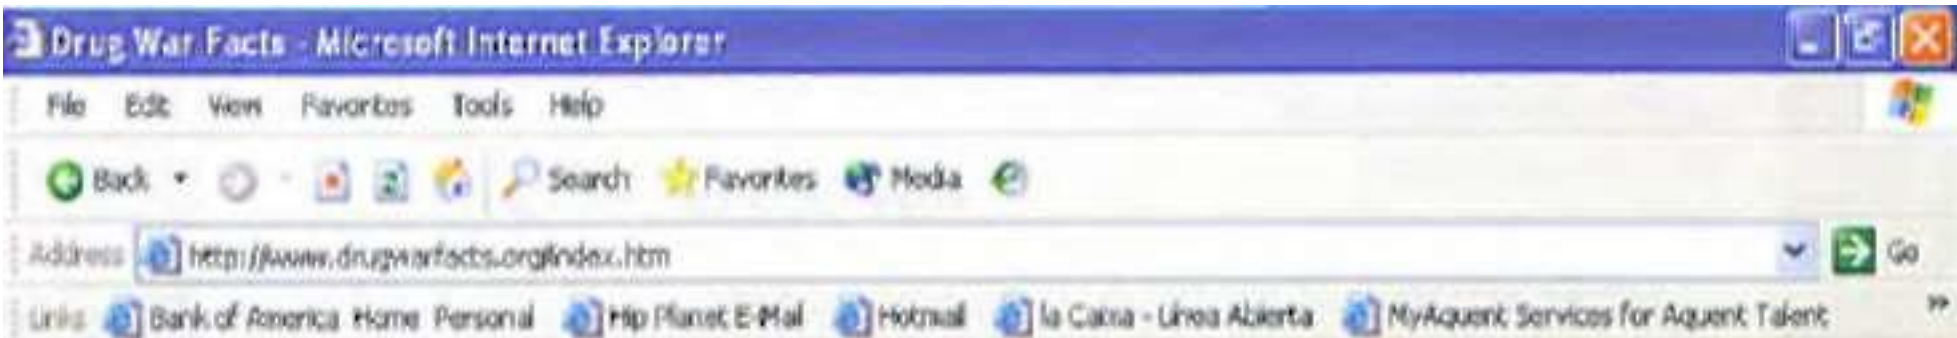 Drug War Facts - Microsoft Internet Explorer
File Edit View Favorites Tools Help
Back Search Favorites Media
Address http://www.drugwarfacts.org/index.htm Go
Links Bank of America Home Personal Hip Planet E-Mail Hotmail la Caixa - Línea Abierta MyAquent Services for Aquent Talent »